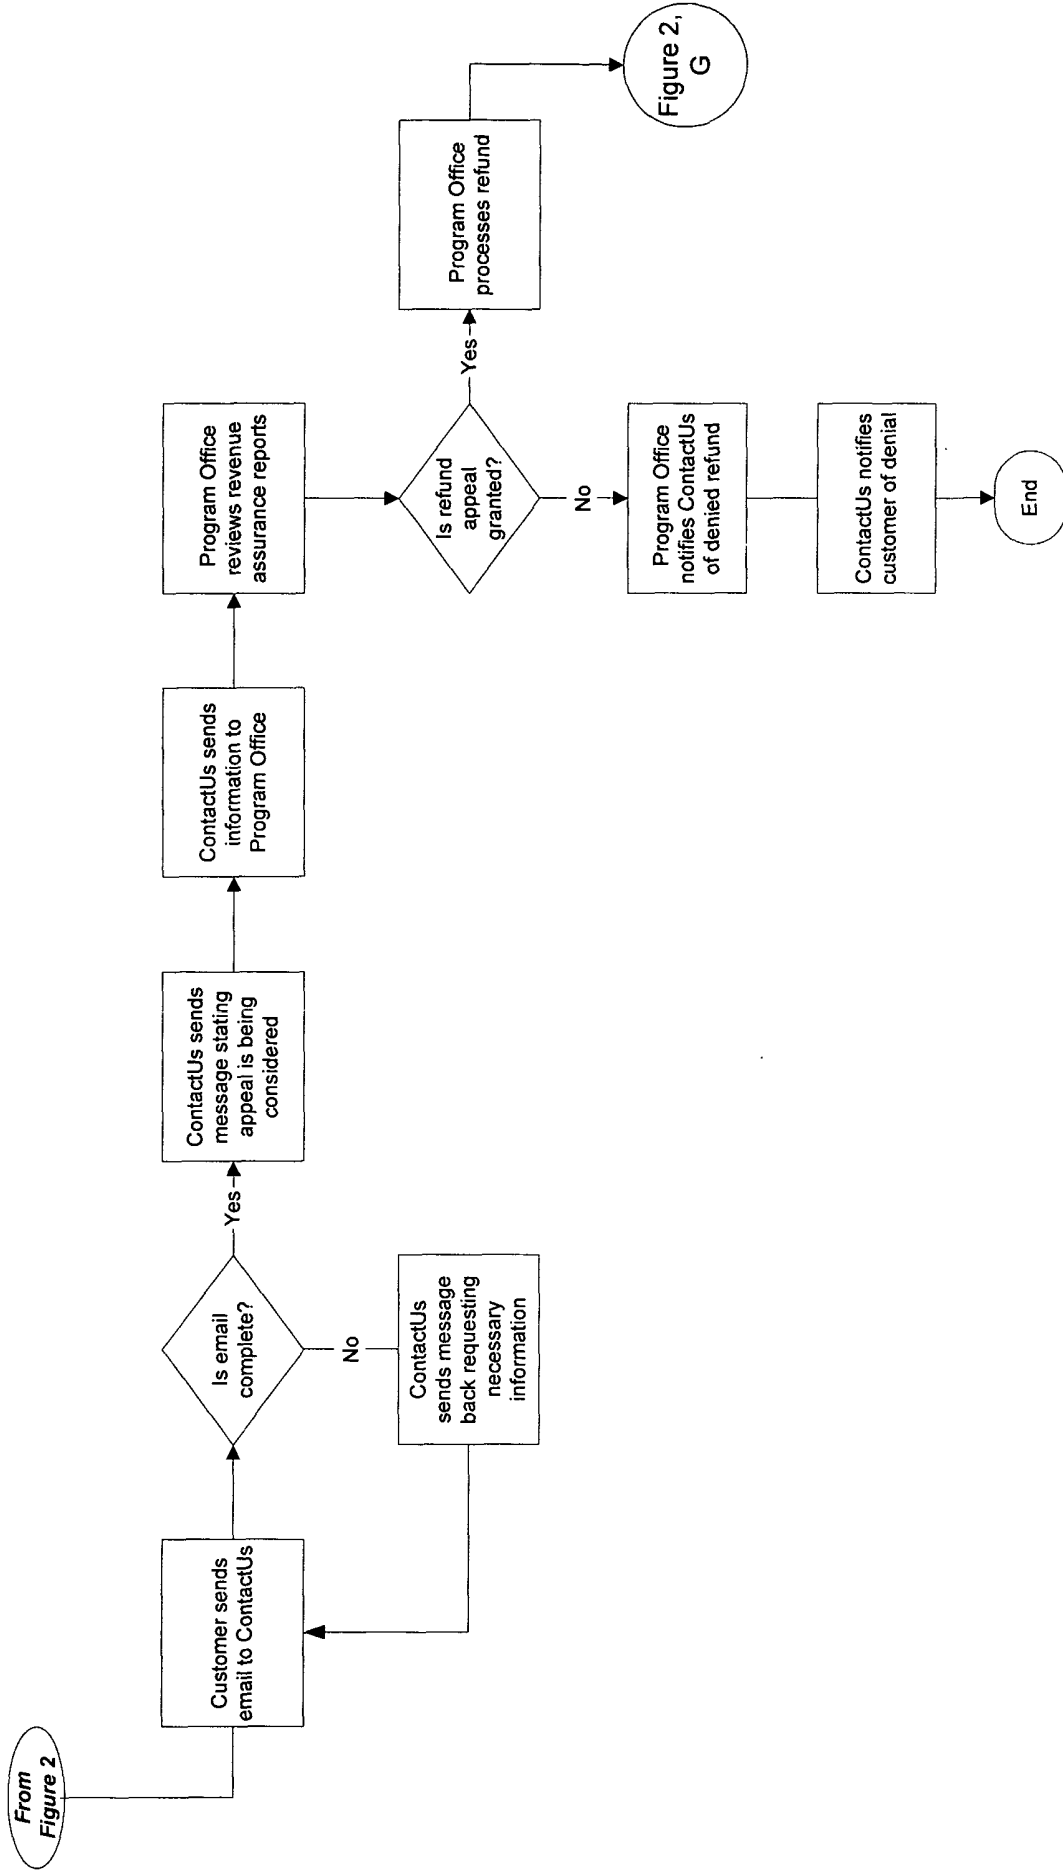 From
Figure 2
Customer sends
email to ContactUs
Is email
complete?
Yes
No
ContactUs
sends message
back requesting
necessary
information
ContactUs sends
message stating
appeal is being
considered
ContactUs sends
information to
Program Office
Program Office
reviews revenue
assurance reports
Is refund
appeal
granted?
Yes
Program Office
processes refund
Figure 2,
G
No
Program Office
notifies ContactUs
of denied refund
ContactUs notifies
customer of denial
End